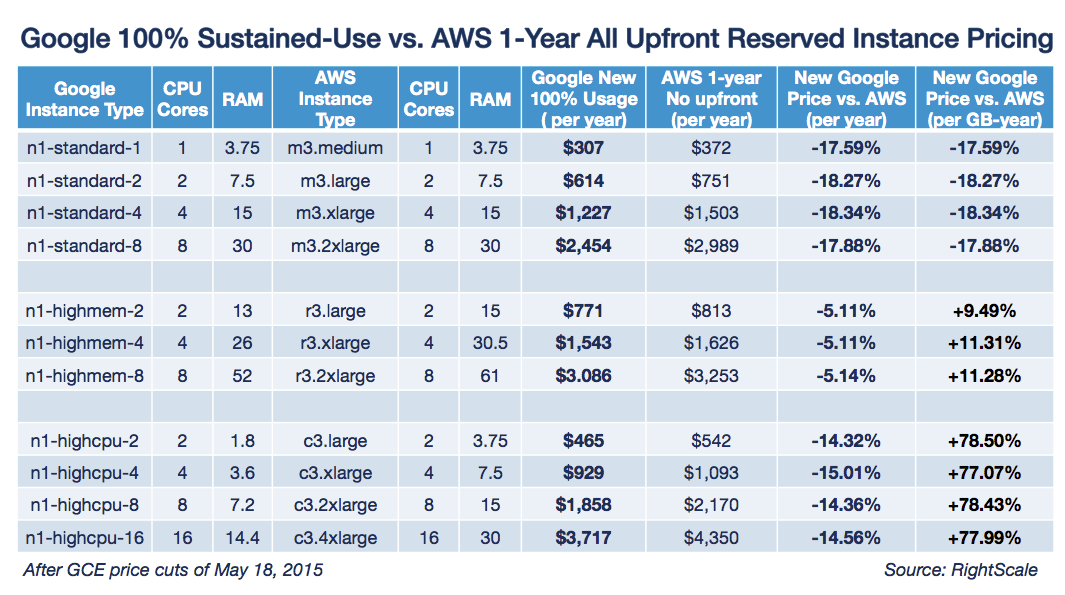 Google 100% Sustained-Use vs. AWS 1-Year All Upfront Reserved Instance Pricing
Google Instance Type CPU Cores RAM AWS Instance Type CPU Cores RAM Google New 100% Usage ( per year) AWS 1-year No upfront (per year) New Google Price vs. AWS (per year) New Google Price vs. AWS (per GB-year)
n1-standard-1 1 3.75 m3.medium 1 3.75 $307 $372 -17.59% -17.59%
n1-standard-2 2 7.5 m3.large 2 7.5 $614 $751 -18.27% -18.27%
n1-standard-4 4 15 m3.xlarge 4 15 $1,227 $1,503 -18.34% -18.34%
n1-standard-8 8 30 m3.2xlarge 8 30 $2,454 $2,989 -17.88% -17.88%
n1-highmem-2 2 13 r3.large 2 15 $771 $813 -5.11% +9.49%
n1-highmem-4 4 26 r3.xlarge 4 30.5 $1,543 $1,626 -5.11% +11.31%
n1-highmem-8 8 52 r3.2xlarge 8 61 $3.086 $3,253 -5.14% +11.28%
n1-highcpu-2 2 1.8 c3.large 2 3.75 $465 $542 -14.32% +78.50%
n1-highcpu-4 4 3.6 c3.xlarge 4 7.5 $929 $1,093 -15.01% +77.07%
n1-highcpu-8 8 7.2 c3.2xlarge 8 15 $1,858 $2,170 -14.36% +78.43%
n1-highcpu-16 16 14.4 c3.4xlarge 16 30 $3,717 $4,350 -14.56% +77.99%
After GCE price cuts of May 18, 2015
Source: RightScale